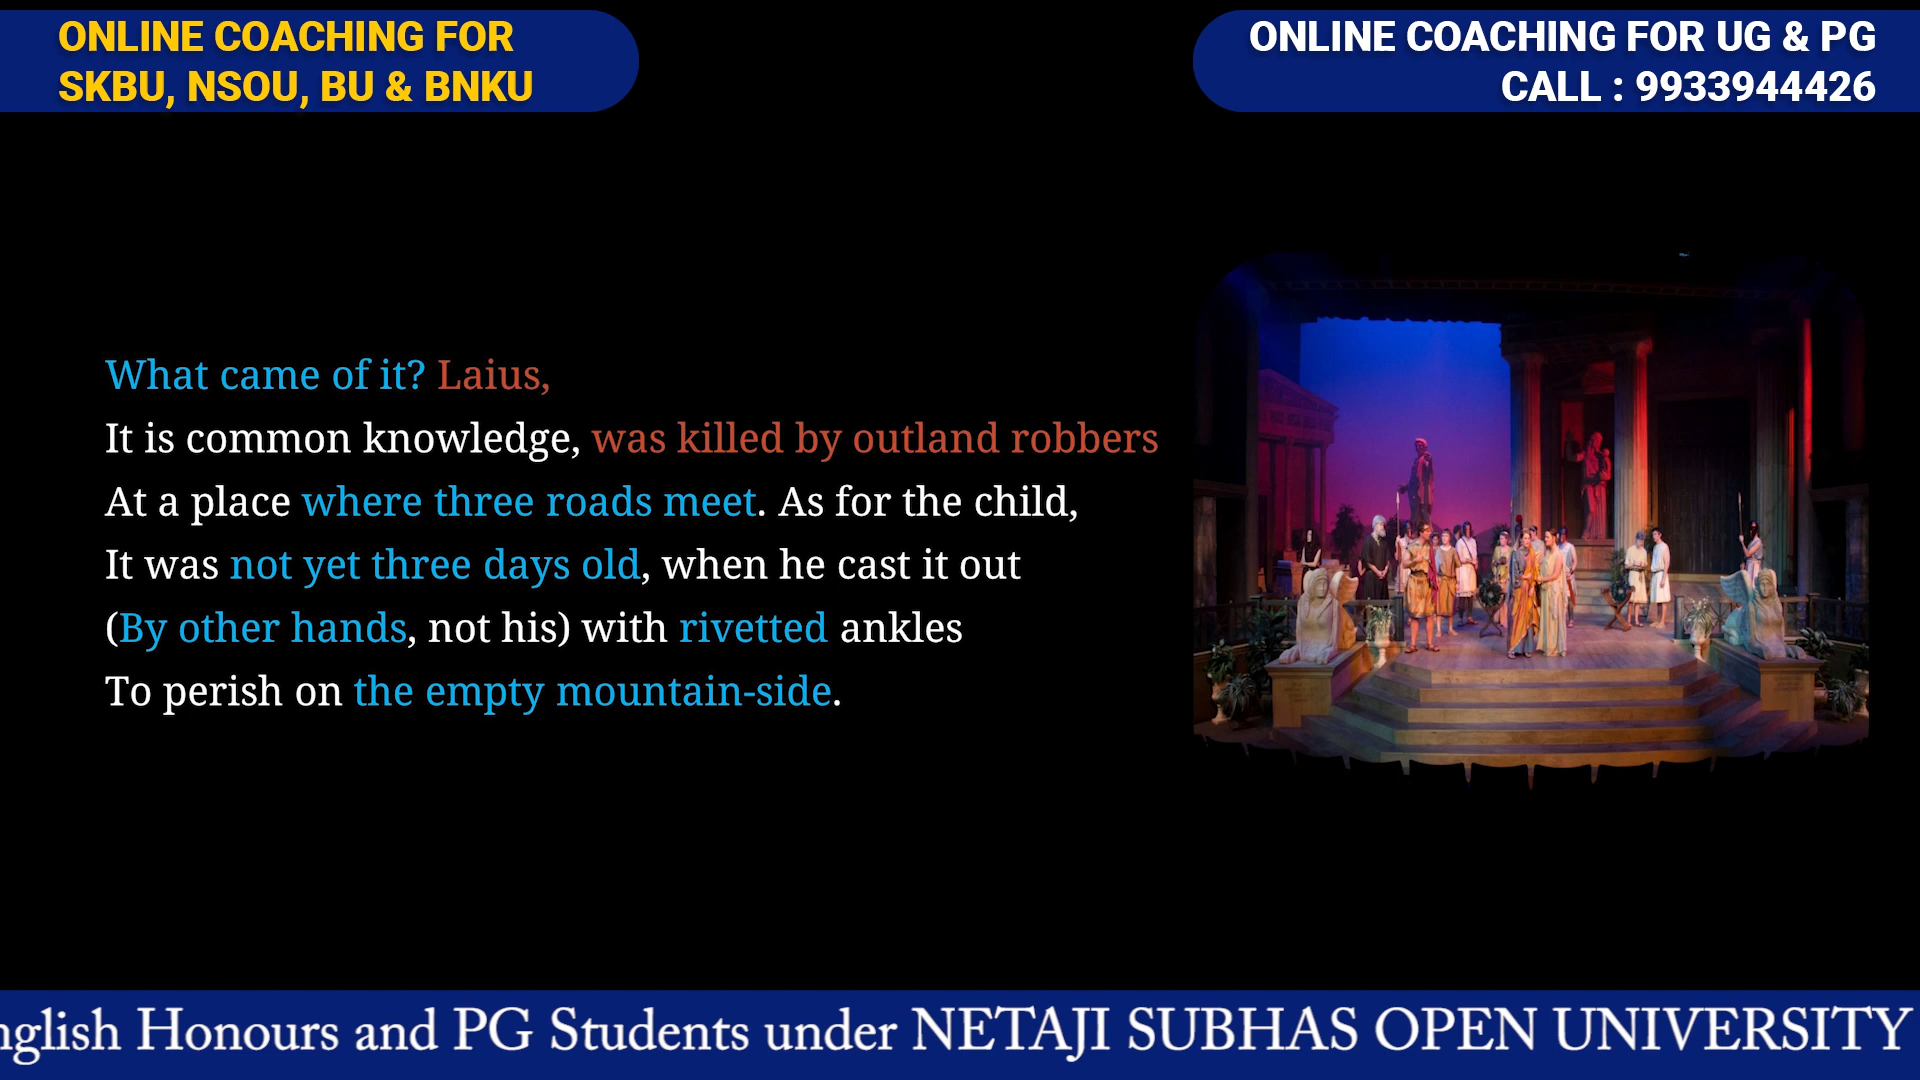 ONLINE COACHING FOR
SKBU, NSOU, BU & BNKU
ONLINE COACHING FOR UG & PG
CALL : 9933944426
What came of it? Laius,
It is common knowledge, was killed by outland robbers
At a place where three roads meet. As for the child,
It was not yet three days old, when he cast it out
(By other hands, not his) with rivetted ankles
To perish on the empty mountain-side.
nglish Honours and PG Students under NETAJI SUBHAS OPEN UNIVERSITY